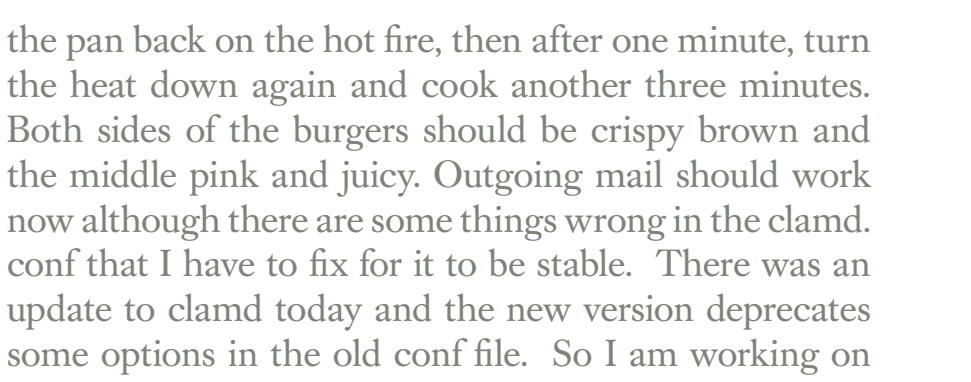 the pan back on the hot fire, then after one minute, turn
the heat down again and cook another three minutes.
Both sides of the burgers should be crispy brown and
the middle pink and juicy. Outgoing mail should work
now although there are some things wrong in the clamd.
conf that I have to fix for it to be stable.  There was an
update to clamd today and the new version deprecates
some options in the old conf file.  So I am working on